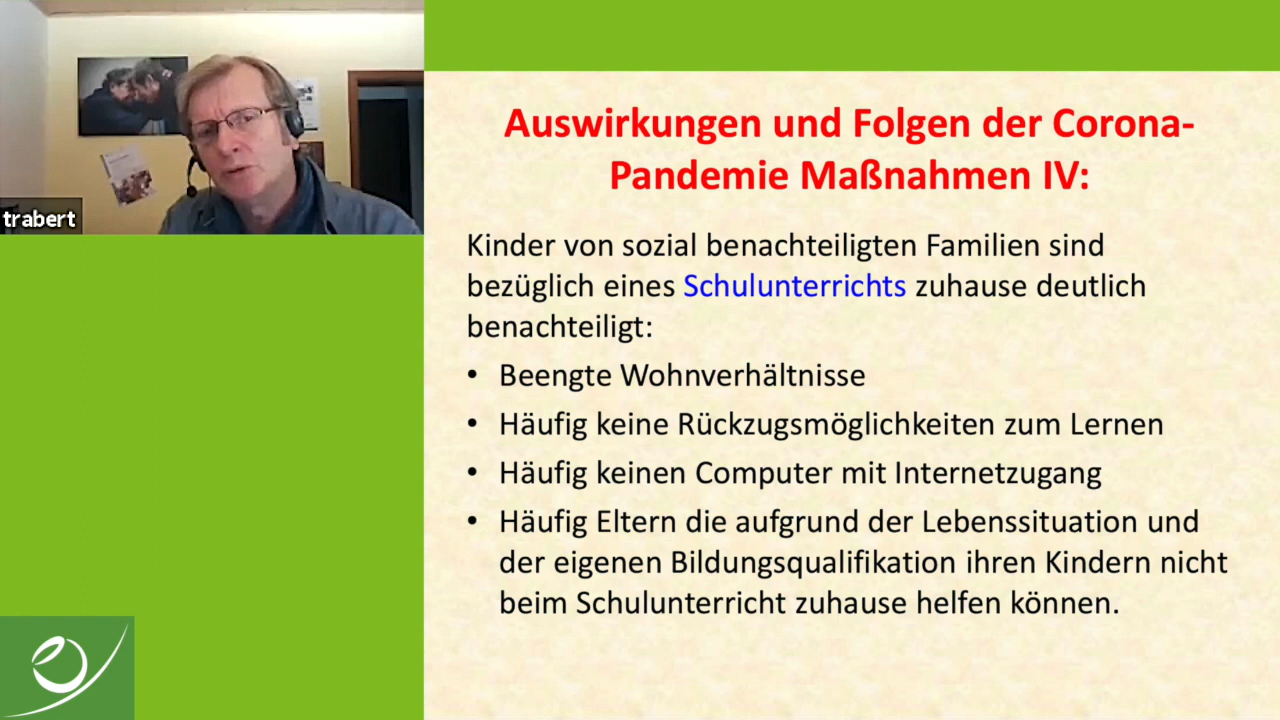 trabert
Auswirkungen und Folgen der Corona-
Pandemie Maßnahmen IV:
Kinder von sozial benachteiligten Familien sind
bezüglich eines Schulunterrichts zuhause deutlich
benachteiligt:
• Beengte Wohnverhältnisse
• Häufig keine Rückzugsmöglichkeiten zum Lernen
• Häufig keinen Computer mit Internetzugang
• Häufig Eltern die aufgrund der Lebenssituation und
der eigenen Bildungsqualifikation ihren Kindern nicht
beim Schulunterricht zuhause helfen können.